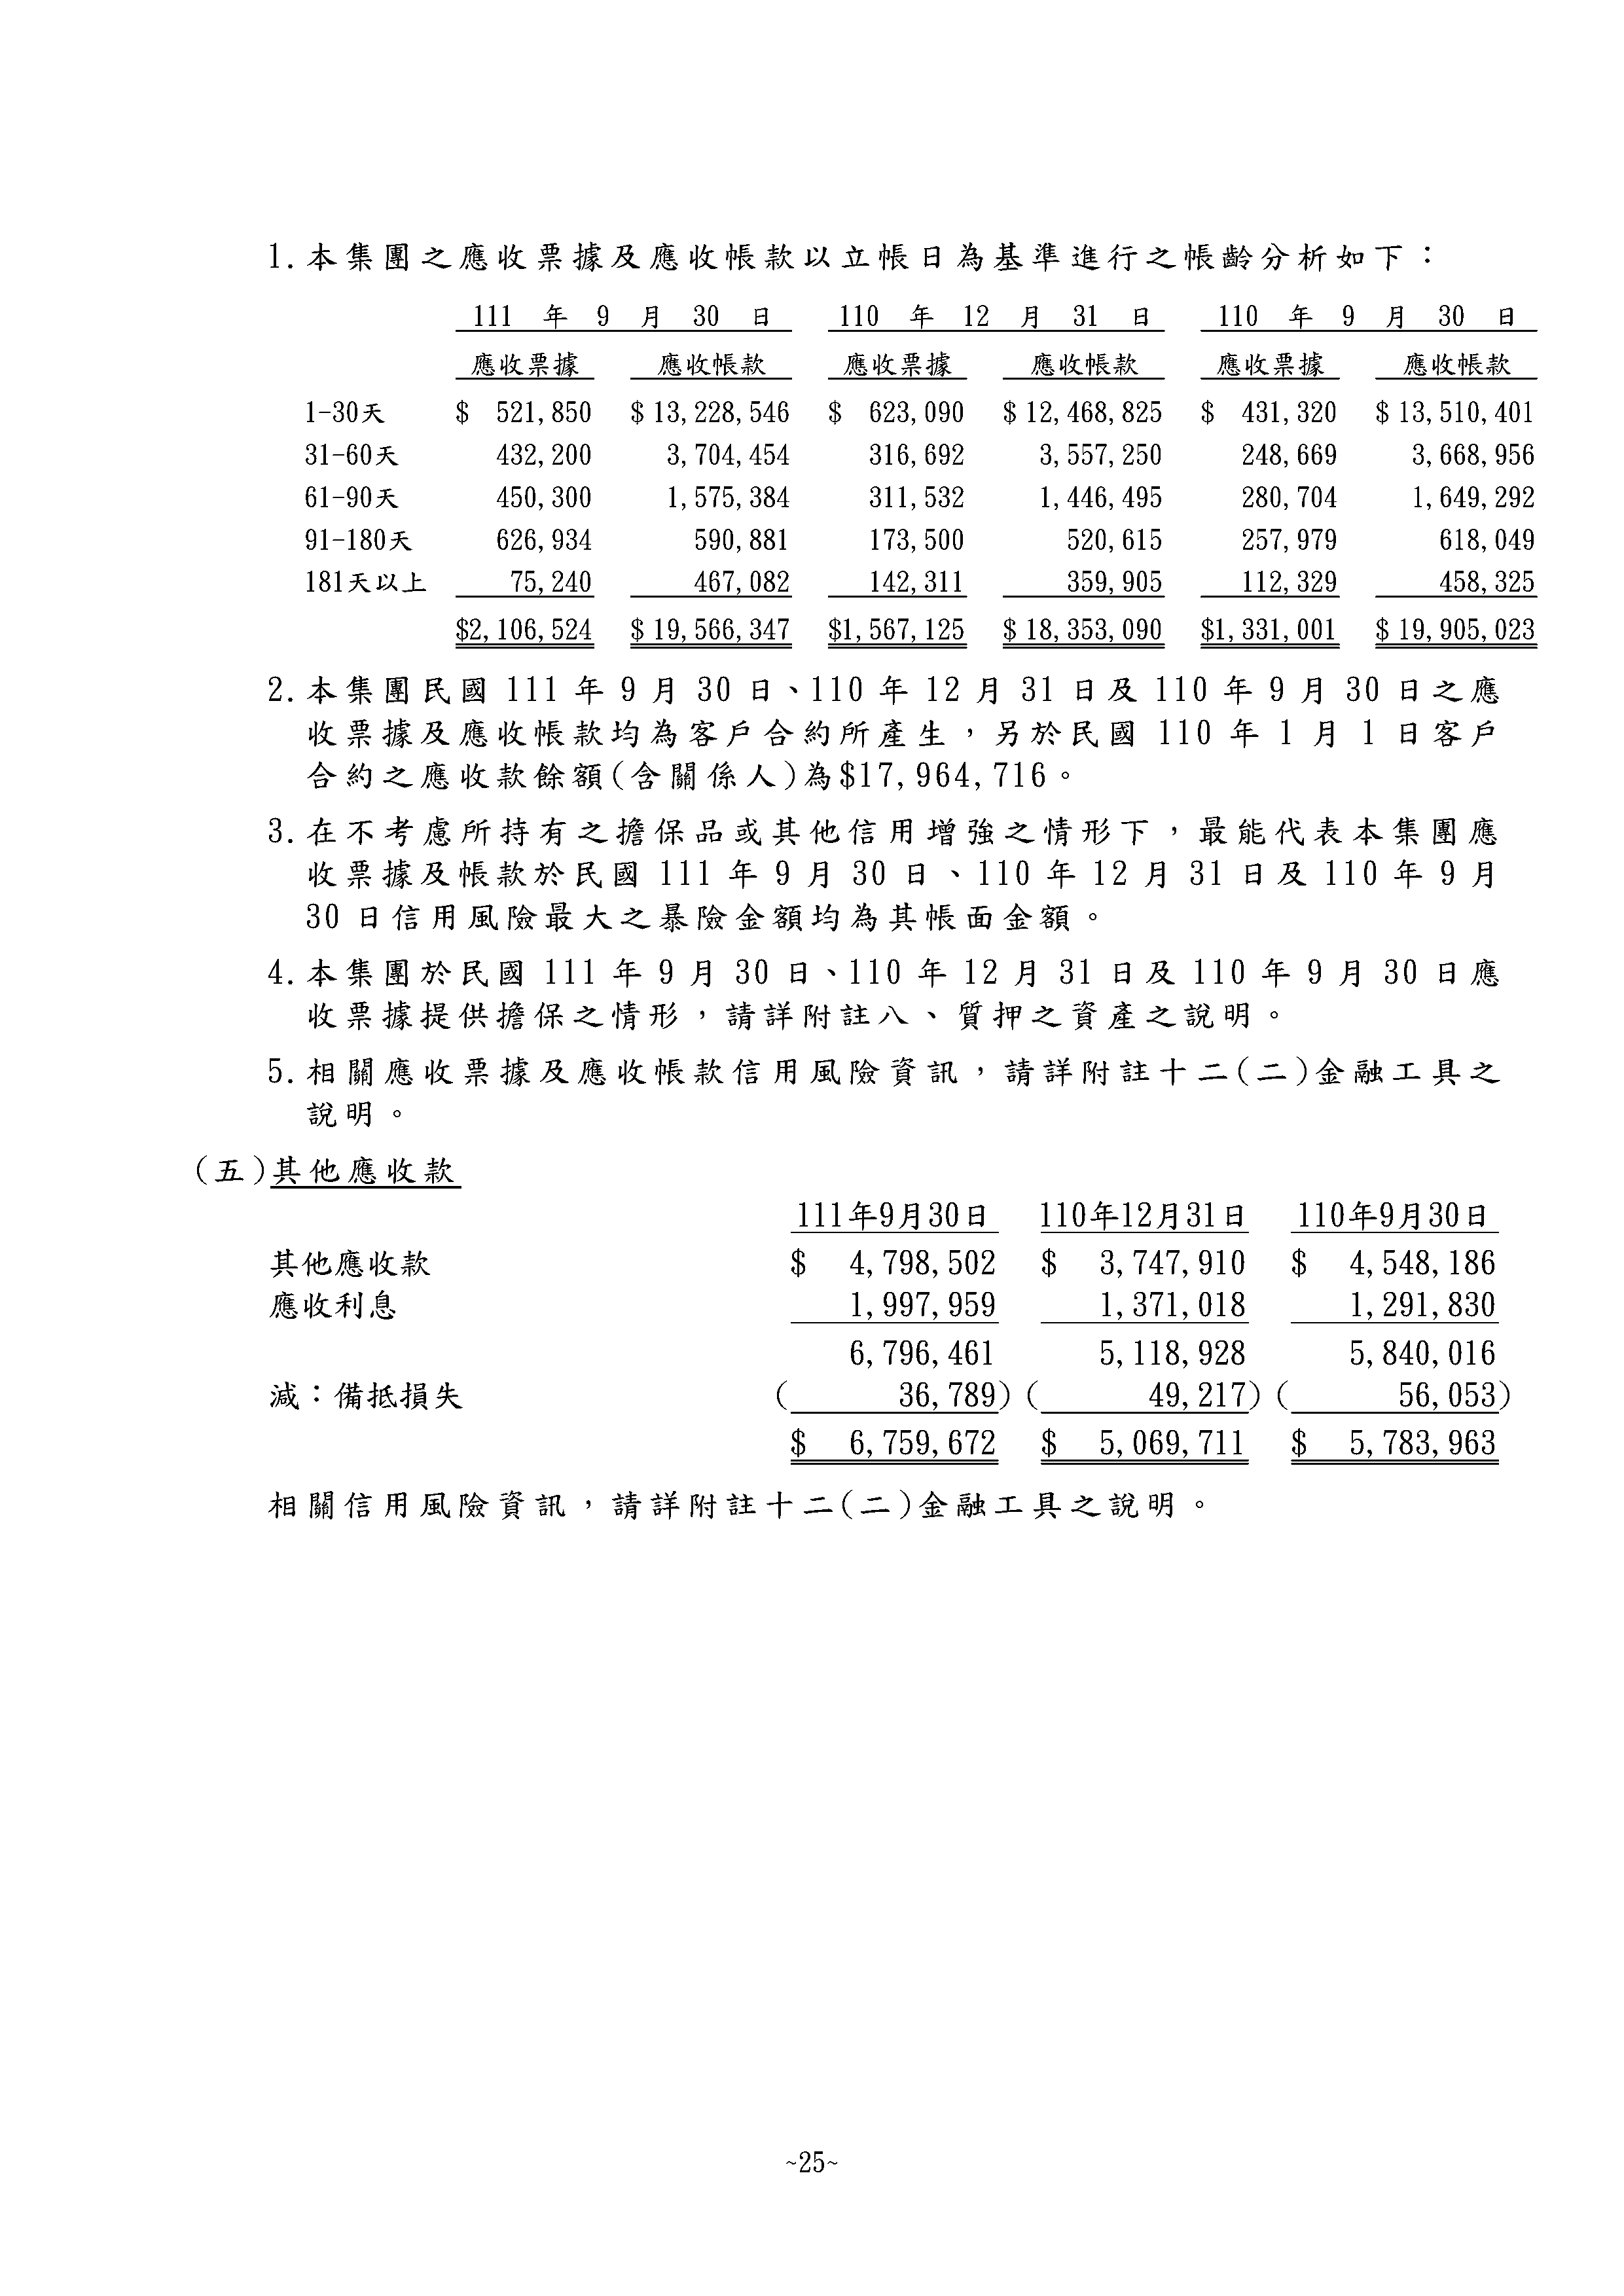 1.本集團之應收票據及應收帳款以立帳日為基準進行之帳齡分析如下：
111 年 9 月 30 日 110 年 12 月 31 日 110 年 9 月 30 日
應收票據 應收帳款 應收票據 應收帳款 應收票據 應收帳款
1-30天 $ 521,850 $ 13,228,546 $ 623,090 $ 12,468,825 $ 431,320 $ 13,510,401
31-60天 432,200 3,704,454 316,692 3,557,250 248,669 3,668,956
61-90天 450,300 1,575,384 311,532 1,446,495 280,704 1,649,292
91-180天 626,934 590,881 173,500 520,615 257,979 618,049
181天以上 75,240 467,082 142,311 359,905 112,329 458,325
$2,106,524 $ 19,566,347 $1,567,125 $ 18,353,090 $1,331,001 $ 19,905,023
2.本集團民國 111 年 9 月 30 日、110 年 12 月 31 日及 110 年 9 月 30 日之應
收票據及應收帳款均為客戶合約所產生，另於民國 110 年 1 月 1 日客戶
合約之應收款餘額(含關係人)為$17,964,716。
3.在不考慮所持有之擔保品或其他信用增強之情形下，最能代表本集團應
收票據及帳款於民國 111 年 9 月 30 日、110 年 12 月 31 日及 110 年 9 月
30 日信用風險最大之暴險金額均為其帳面金額。
4.本集團於民國 111 年 9 月 30 日、110 年 12 月 31 日及 110 年 9 月 30 日應
收票據提供擔保之情形，請詳附註八、質押之資產之說明。
5.相關應收票據及應收帳款信用風險資訊，請詳附註十二(二)金融工具之
說明。
(五)其他應收款
111年9月30日 110年12月31日 110年9月30日
其他應收款 $ 4,798,502 $ 3,747,910 $ 4,548,186
應收利息 1,997,959 1,371,018 1,291,830
6,796,461 5,118,928 5,840,016
減：備抵損失 ( 36,789) ( 49,217) ( 56,053)
$ 6,759,672 $ 5,069,711 $ 5,783,963
相關信用風險資訊，請詳附註十二(二)金融工具之說明。
~25~